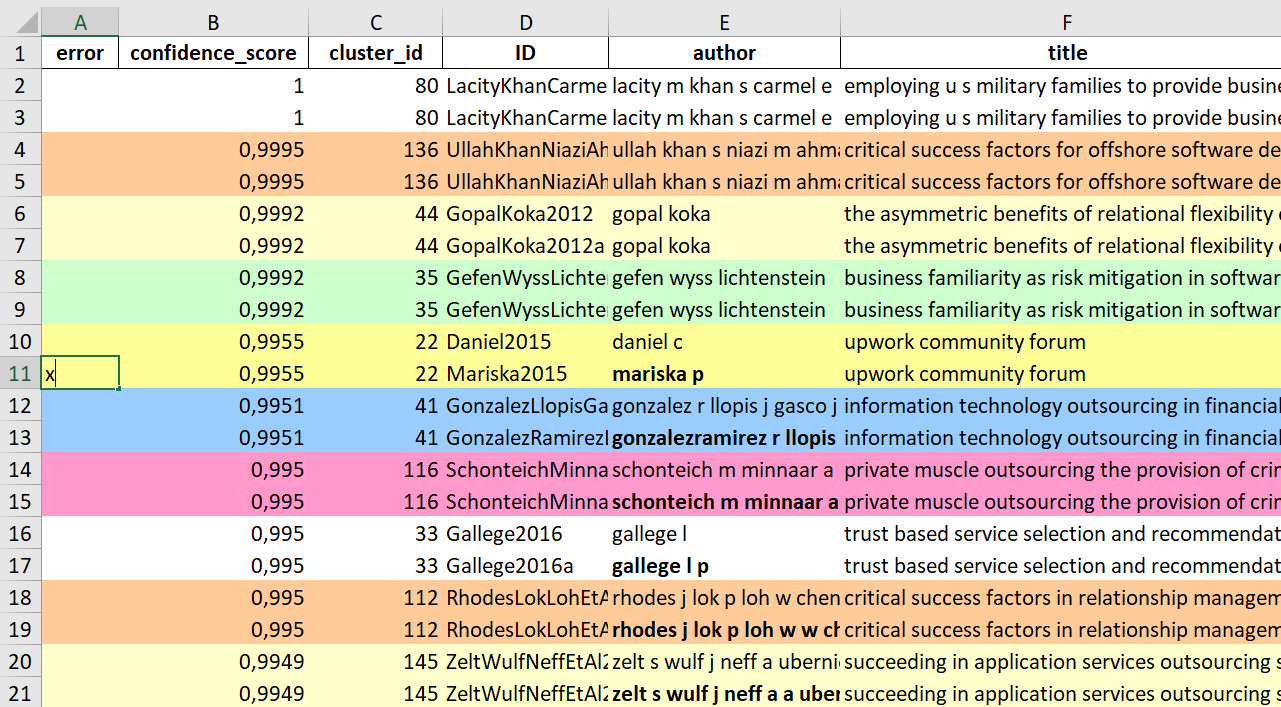 A B C D E F
1 error confidence_score cluster_id ID author title
2 1 80 LacityKhanCarme lacity m khan s carmel e employing u s military families to provide busine
3 1 80 LacityKhanCarme lacity m khan s carmel e employing u s military families to provide busine
4 0,9995 136 UllahKhanNiaziAh ullah khan s niazi m ahma critical success factors for offshore software de
5 0,9995 136 UllahKhanNiaziAh ullah khan s niazi m ahma critical success factors for offshore software de
6 0,9992 44 GopalKoka2012 gopal koka the asymmetric benefits of relational flexibility
7 0,9992 44 GopalKoka2012a gopal koka the asymmetric benefits of relational flexibility
8 0,9992 35 GefenWyssLichte gefen wyss lichtenstein business familiarity as risk mitigation in softwar
9 0,9992 35 GefenWyssLichte gefen wyss lichtenstein business familiarity as risk mitigation in softwar
10 0,9955 22 Daniel2015 daniel c upwork community forum
11 x 0,9955 22 Mariska2015 mariska p upwork community forum
12 0,9951 41 GonzalezLlopisGa gonzalez r llopis j gasco j information technology outsourcing in financial
13 0,9951 41 GonzalezRamirezL gonzalezramirez r llopis information technology outsourcing in financial
14 0,995 116 SchonteichMinna schonteich m minnaar a private muscle outsourcing the provision of crim
15 0,995 116 SchonteichMinna schonteich m minnaar a private muscle outsourcing the provision of crim
16 0,995 33 Gallege2016 gallege l trust based service selection and recommendat
17 0,995 33 Gallege2016a gallege l p trust based service selection and recommendat
18 0,995 112 RhodesLokLohEtA rhodes j lok p loh w chen critical success factors in relationship managem
19 0,995 112 RhodesLokLohEtA rhodes j lok p loh w w ch critical success factors in relationship managem
20 0,9949 145 ZeltWulfNeffEtAl2 zelt s wulf j neff a uberni succeeding in application services outsourcing s
21 0,9949 145 ZeltWulfNeffEtAl2 zelt s wulf j neff a a uber succeeding in application services outsourcing s